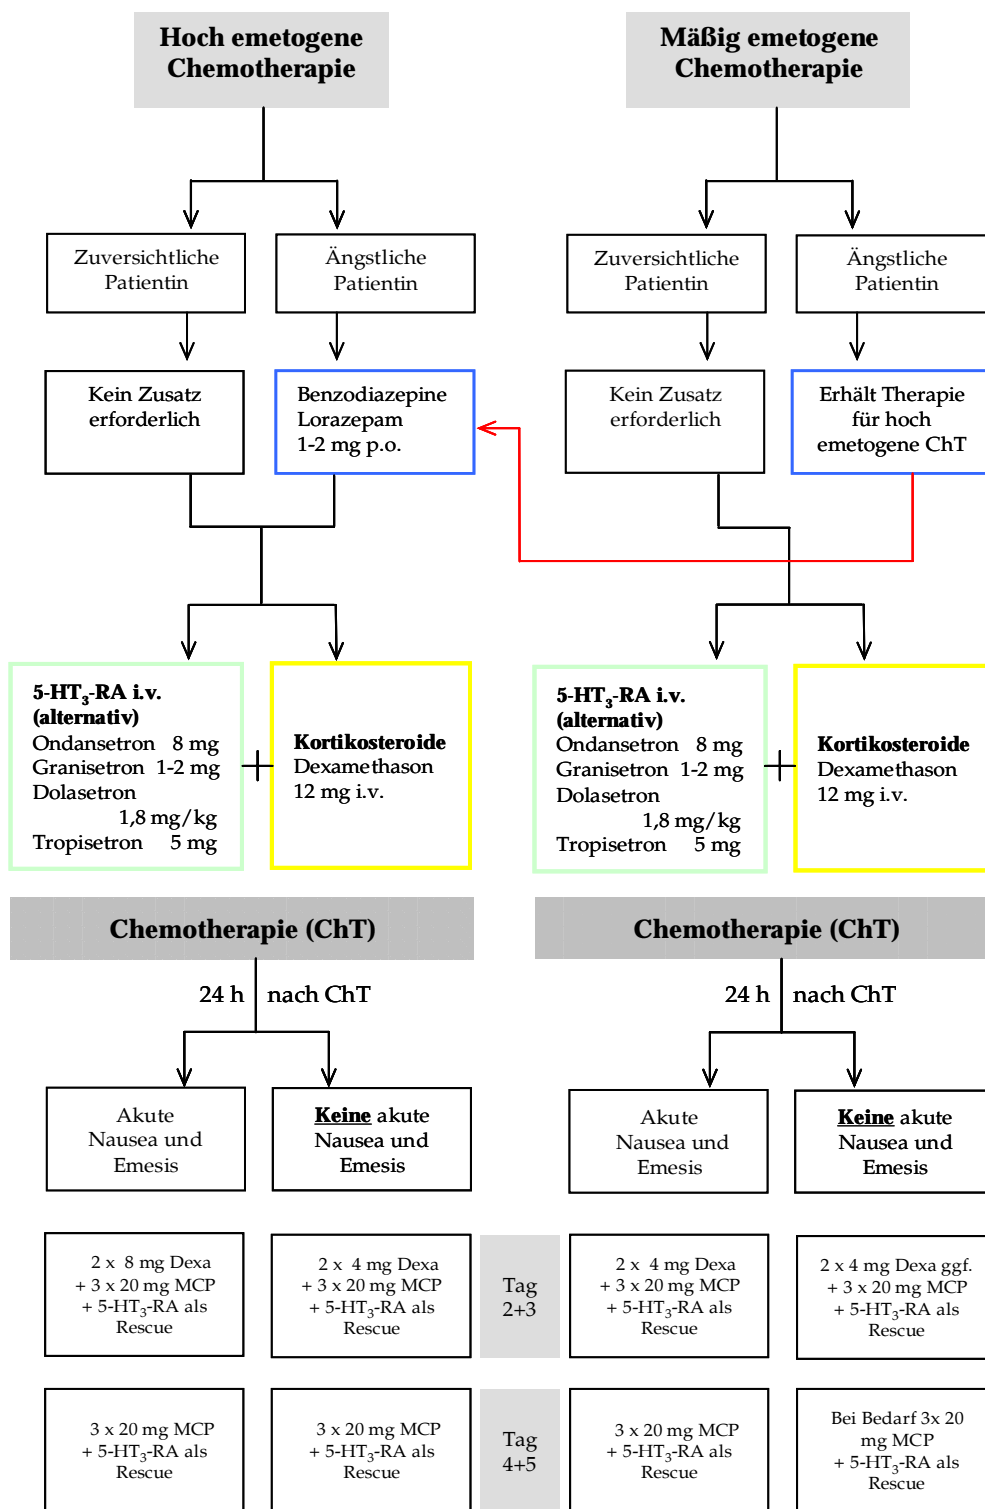 Hoch emetogene
Chemotherapie
Mäßig emetogene
Chemotherapie
Zuversichtliche
Patientin
Ängstliche
Patientin
Zuversichtliche
Patientin
Ängstliche
Patientin
Kein Zusatz
erforderlich
Benzodiazepine
Lorazepam
1-2 mg p.o.
Kein Zusatz
erforderlich
Erhält Therapie
für hoch
emetogene ChT
5-HT₃-RA i.v.
(alternativ)
Ondansetron 8 mg
Granisetron 1-2 mg
Dolasetron
1,8 mg/kg
Tropisetron 5 mg
+
Kortikosteroide
Dexamethason
12 mg i.v.
5-HT₃-RA i.v.
(alternativ)
Ondansetron 8 mg
Granisetron 1-2 mg
Dolasetron
1,8 mg/kg
Tropisetron 5 mg
+
Kortikosteroide
Dexamethason
12 mg i.v.
Chemotherapie (ChT)
Chemotherapie (ChT)
24 h nach ChT
24 h nach ChT
Akute
Nausea und
Emesis
Keine akute
Nausea und
Emesis
Akute
Nausea und
Emesis
Keine akute
Nausea und
Emesis
2 x 8 mg Dexa
+ 3 x 20 mg MCP
+ 5-HT₃-RA als
Rescue
2 x 4 mg Dexa
+ 3 x 20 mg MCP
+ 5-HT₃-RA als
Rescue
Tag
2+3
2 x 4 mg Dexa
+ 3 x 20 mg MCP
+ 5-HT₃-RA als
Rescue
2 x 4 mg Dexa ggf.
+ 3 x 20 mg MCP
+ 5-HT₃-RA als
Rescue
3 x 20 mg MCP
+ 5-HT₃-RA als
Rescue
3 x 20 mg MCP
+ 5-HT₃-RA als
Rescue
Tag
4+5
3 x 20 mg MCP
+ 5-HT₃-RA als
Rescue
Bei Bedarf 3x 20
mg MCP
+ 5-HT₃-RA als
Rescue